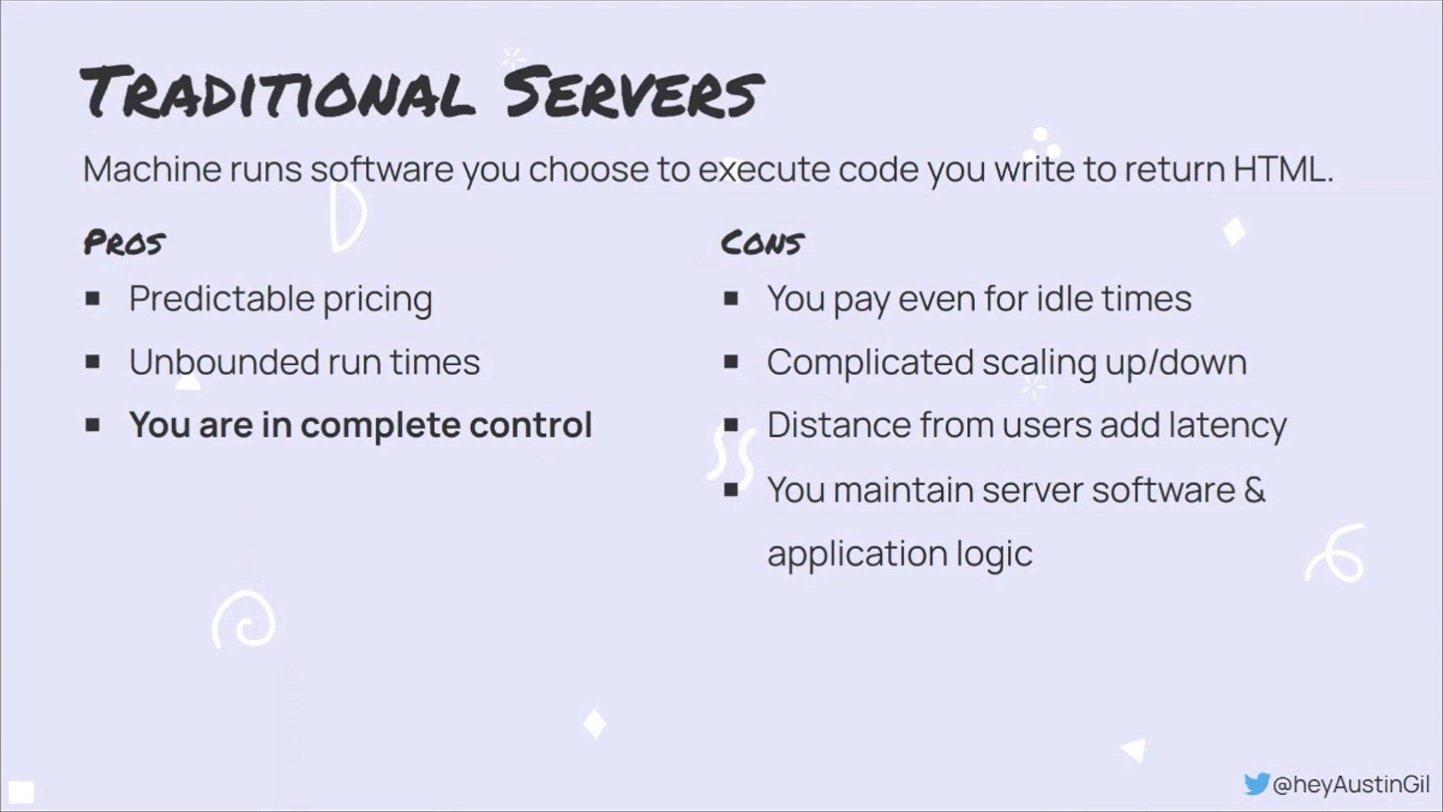 Traditional Servers
Machine runs software you choose to execute code you write to return HTML.
Pros
▪ Predictable pricing
▪ Unbounded run times
▪ You are in complete control
Cons
▪ You pay even for idle times
▪ Complicated scaling up/down
▪ Distance from users add latency
▪ You maintain server software &
application logic
@heyAustinGil